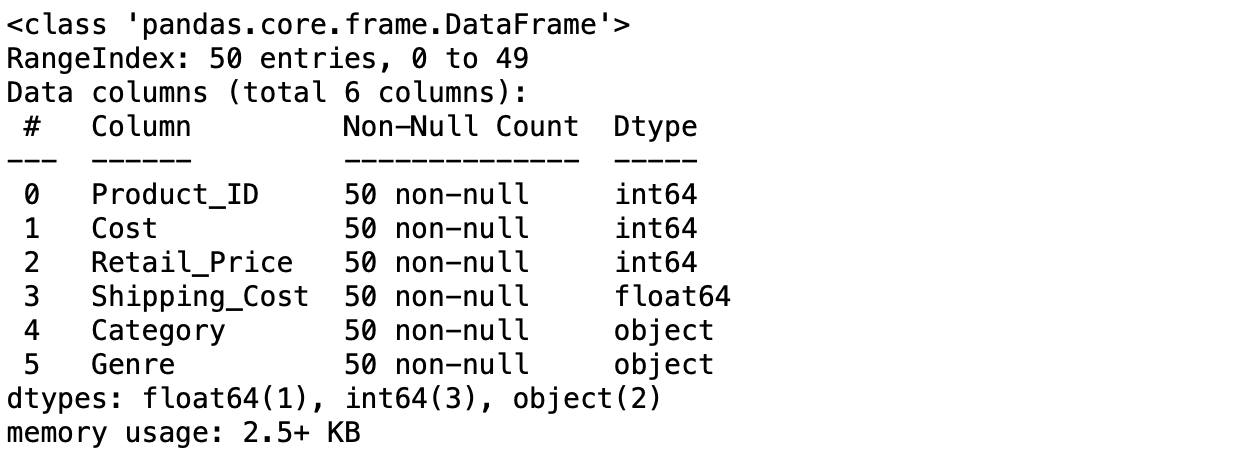 <class 'pandas.core.frame.DataFrame'>
RangeIndex: 50 entries, 0 to 49
Data columns (total 6 columns):
 #   Column         Non-Null Count  Dtype
---  ------         --------------  -----
 0   Product_ID     50 non-null     int64
 1   Cost           50 non-null     int64
 2   Retail_Price   50 non-null     int64
 3   Shipping_Cost  50 non-null     float64
 4   Category       50 non-null     object
 5   Genre          50 non-null     object
dtypes: float64(1), int64(3), object(2)
memory usage: 2.5+ KB